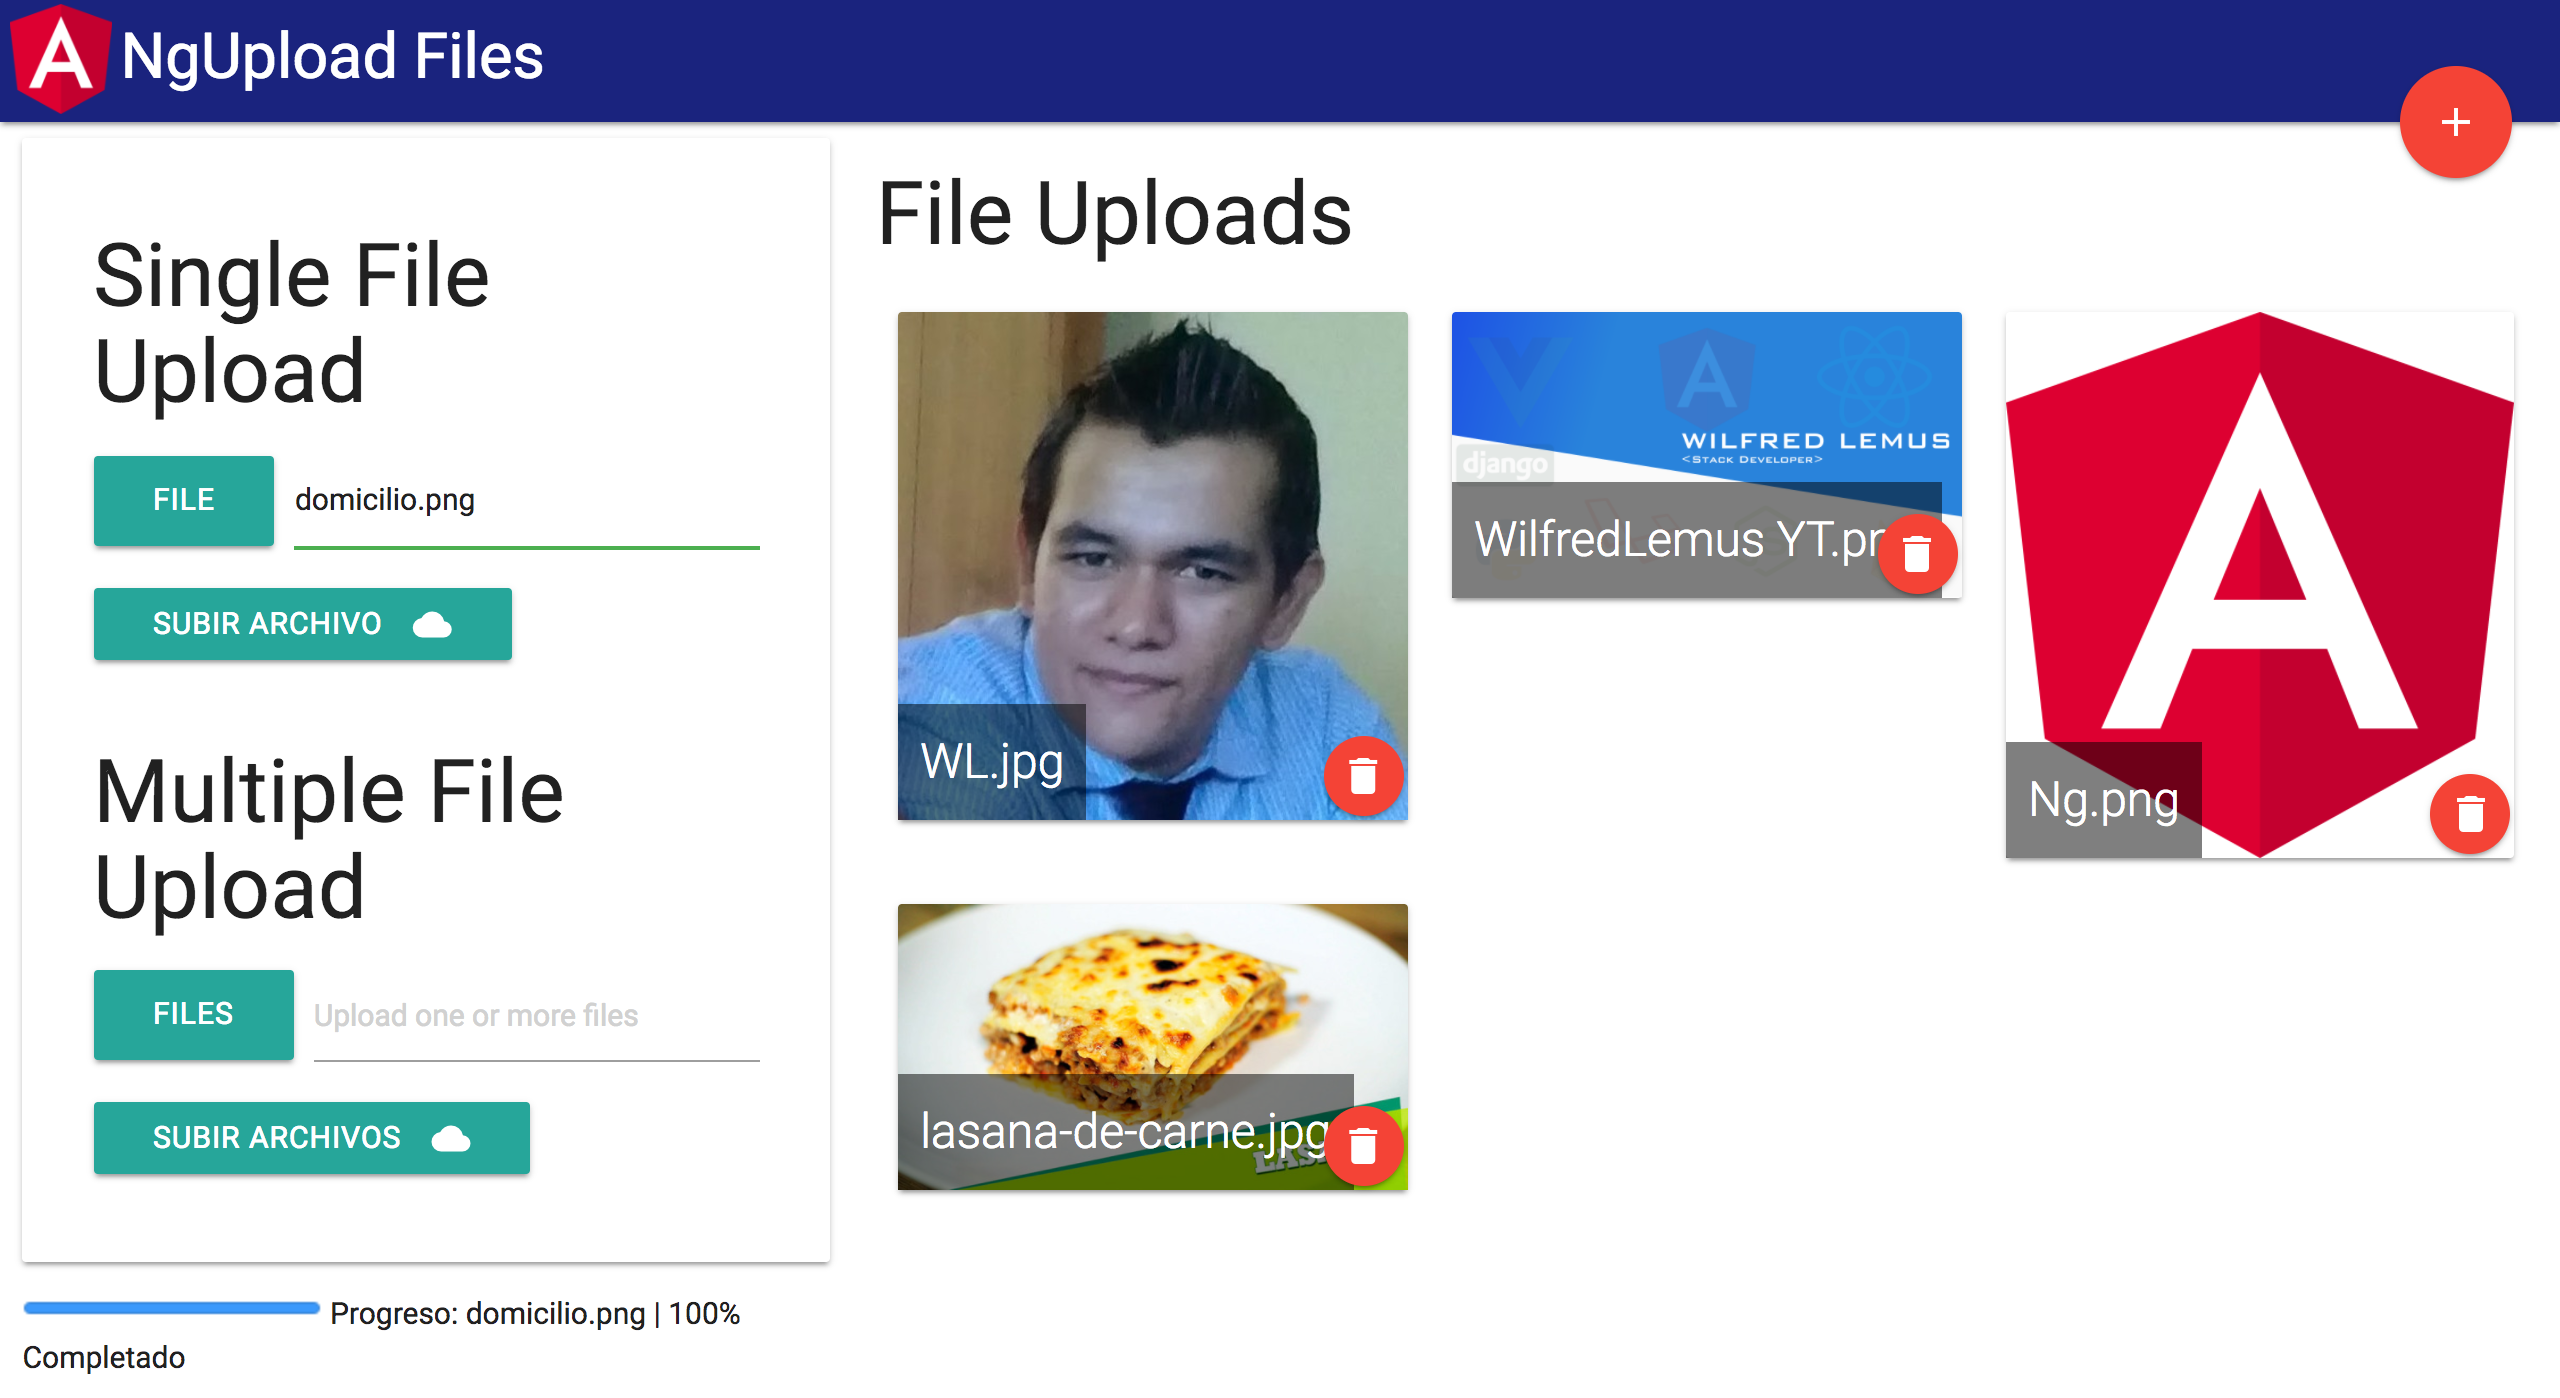 NgUpload Files
Single File
Upload
FILE
domicilio.png
SUBIR ARCHIVO
Multiple File
Upload
FILES
Upload one or more files
SUBIR ARCHIVOS
Progreso: domicilio.png | 100%
Completado
File Uploads
WL.jpg
WILFRED LEMUS
<STACK DEVELOPER>
django
WilfredLemus YT.pn
Ng.png
lasana-de-carne.jpg